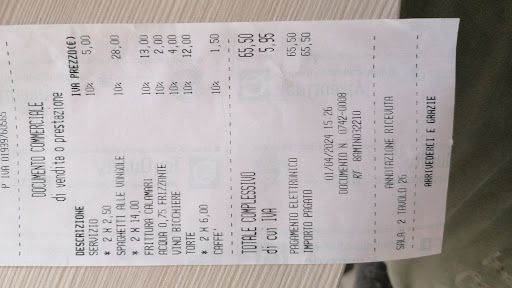 P IVA 01939760565
DOCUMENTO COMMERCIALE
di vendita o prestazione
DESCRIZIONE IVA PREZZO(€)
SERVIZIO 10% 5,00
* 2 X 2,50
SPAGHETTI ALLE VONGOLE 10% 28,00
* 2 X 14,00
FRITTURA CALAMARI 10% 13,00
ACQUA 0,75 FRIZZANTE 10% 2,00
VINO BICCHIERE 10% 4,00
TORTE 10% 12,00
* 2 X 6,00
CAFFE' 10% 1,50
TOTALE COMPLESSIVO 65,50
di cui IVA 5,95
PAGAMENTO ELETTRONICO 65,50
IMPORTO PAGATO 65,50
01/04/2024 15:26
DOCUMENTO N. 0742-0008
RT 89MTN032210
ANNOTAZIONE RICEVUTA
SALA: 2 TAVOLO 26
ARRIVEDERCI E GRAZIE